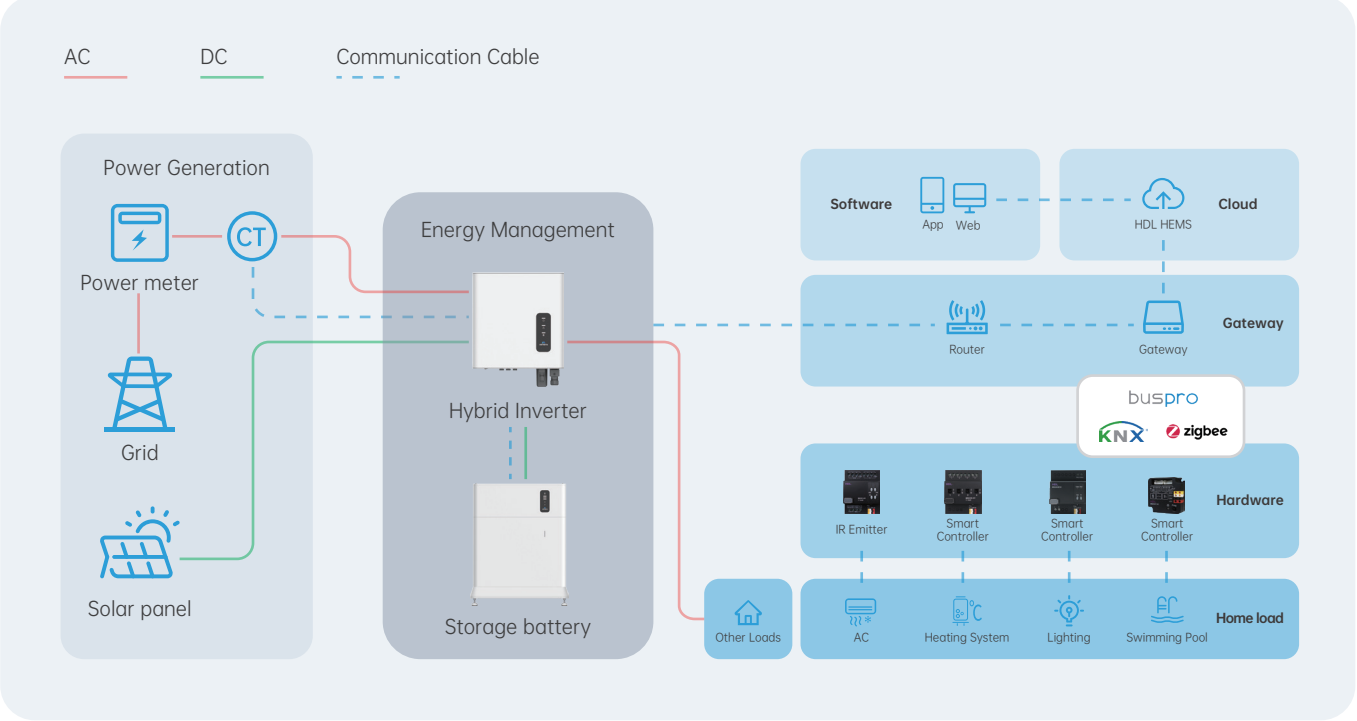 AC
DC
Communication Cable
Power Generation
CT
Power meter
Grid
Solar panel
Energy Management
Hybrid Inverter
Storage battery
Software
App
Web
HDL HEMS
Cloud
Router
Gateway
Gateway
buspro
KNX
zigbee
IR Emitter
Smart
Controller
Smart
Controller
Smart
Controller
Hardware
Other Loads
AC
°C
Heating System
Lighting
Swimming Pool
Home load